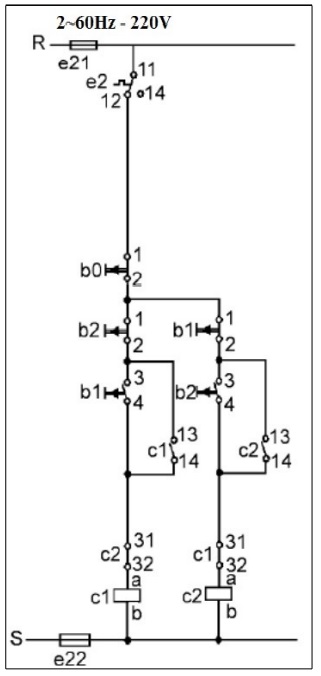 2~60Hz - 220V
R
e21
11
e2
12 14
1
b0
2
1 1
b2 b1
2 2
3 3
b1 b2
4 4
13 13
c1 c2
14 14
31 31
c2 c1
32 32
a a
c1 c2
b b
S
e22